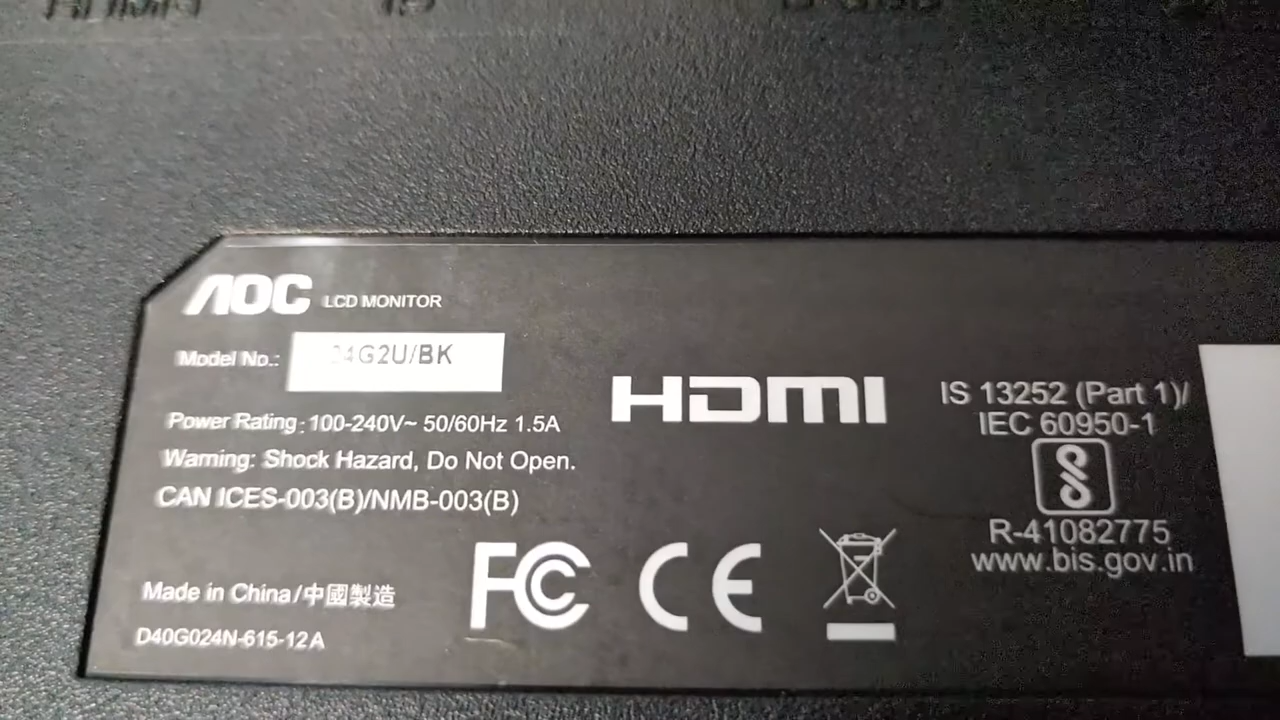 AOC LCD MONITOR
Model No.: 24G2U/BK
Power Rating: 100-240V~ 50/60Hz 1.5A
Warning: Shock Hazard, Do Not Open.
CAN ICES-003(B)/NMB-003(B)
HDMI
IS 13252 (Part 1)/
IEC 60950-1
R-41082775
www.bis.gov.in
FC CE
Made in China/中國製造
D40G024N-615-12A